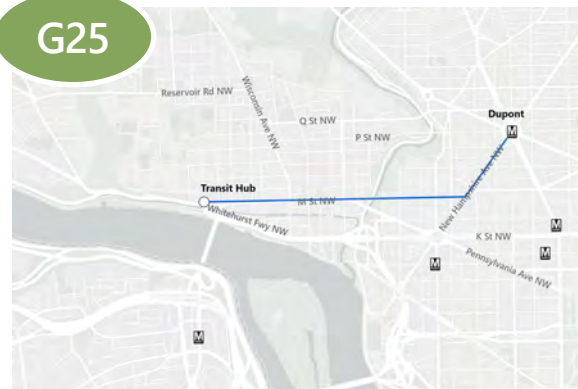 G25
Reservoir Rd NW
Wisconsin Ave NW
Q St NW
P St NW
Dupont
M
Transit Hub
M St NW
Whitehurst Fwy NW
New Hampshire Ave NW
K St NW
M
Pennsylvania Ave NW
M
M
M